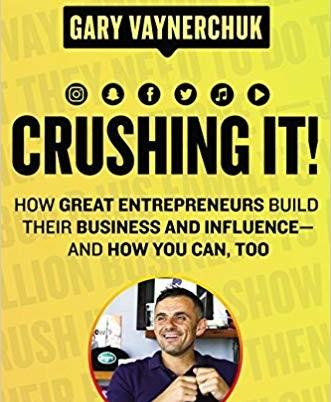 GARY VAYNERCHUK
CRUSHING IT!
HOW GREAT ENTREPRENEURS BUILD
THEIR BUSINESS AND INFLUENCE—
AND HOW YOU CAN, TOO